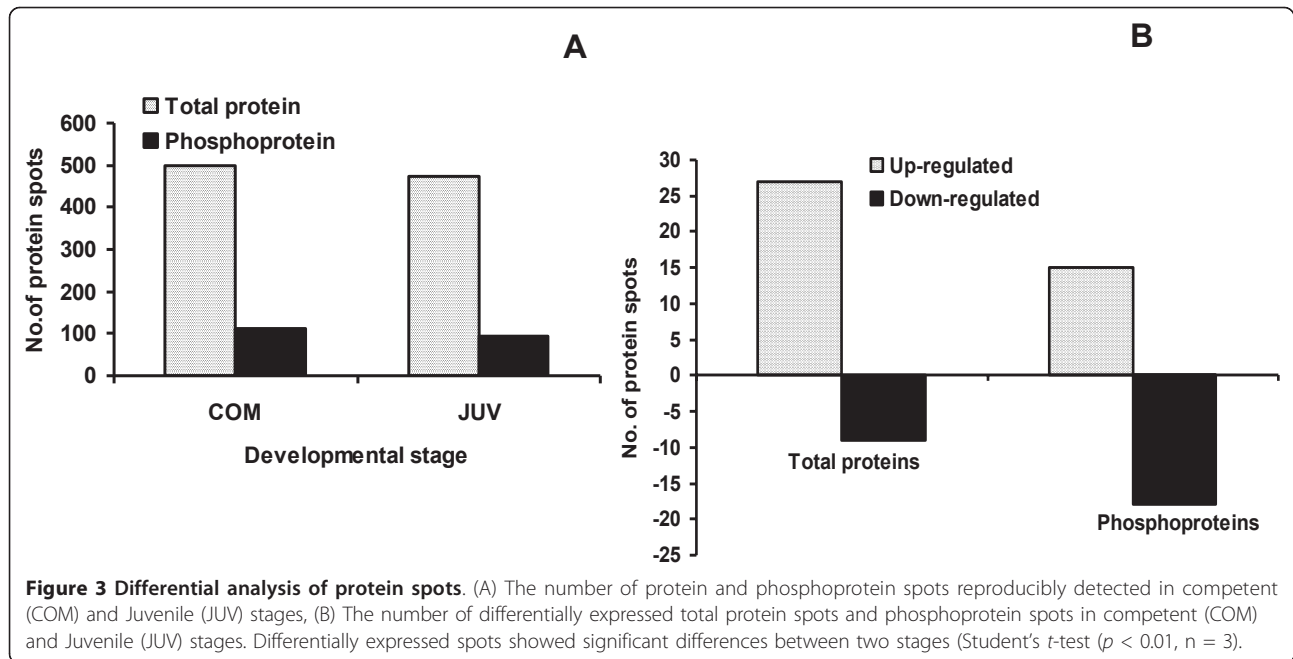 A
Total protein
Phosphoprotein
600
500
400
300
200
100
0
No.of protein spots
COM
JUV
Developmental stage
B
Up-regulated
Down-regulated
30
25
20
15
10
5
0
-5
-10
-15
-20
-25
No. of protein spots
Total proteins
Phosphoproteins
Figure 3 Differential analysis of protein spots. (A) The number of protein and phosphoprotein spots reproducibly detected in competent
(COM) and Juvenile (JUV) stages, (B) The number of differentially expressed total protein spots and phosphoprotein spots in competent (COM)
and Juvenile (JUV) stages. Differentially expressed spots showed significant differences between two stages (Student's t-test (p < 0.01, n = 3).